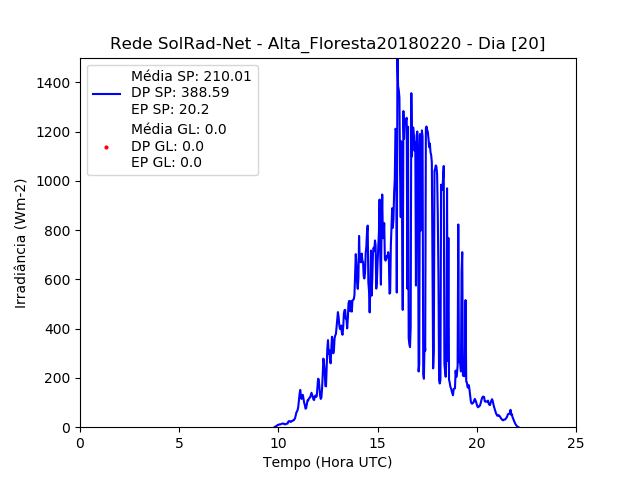 Rede SolRad-Net - Alta_Floresta20180220 - Dia [20]
Média SP: 210.01
DP SP: 388.59
EP SP: 20.2
Média GL: 0.0
DP GL: 0.0
EP GL: 0.0
1400
1200
1000
800
600
400
200
0
Irradiância (Wm-2)
0 5 10 15 20 25
Tempo (Hora UTC)